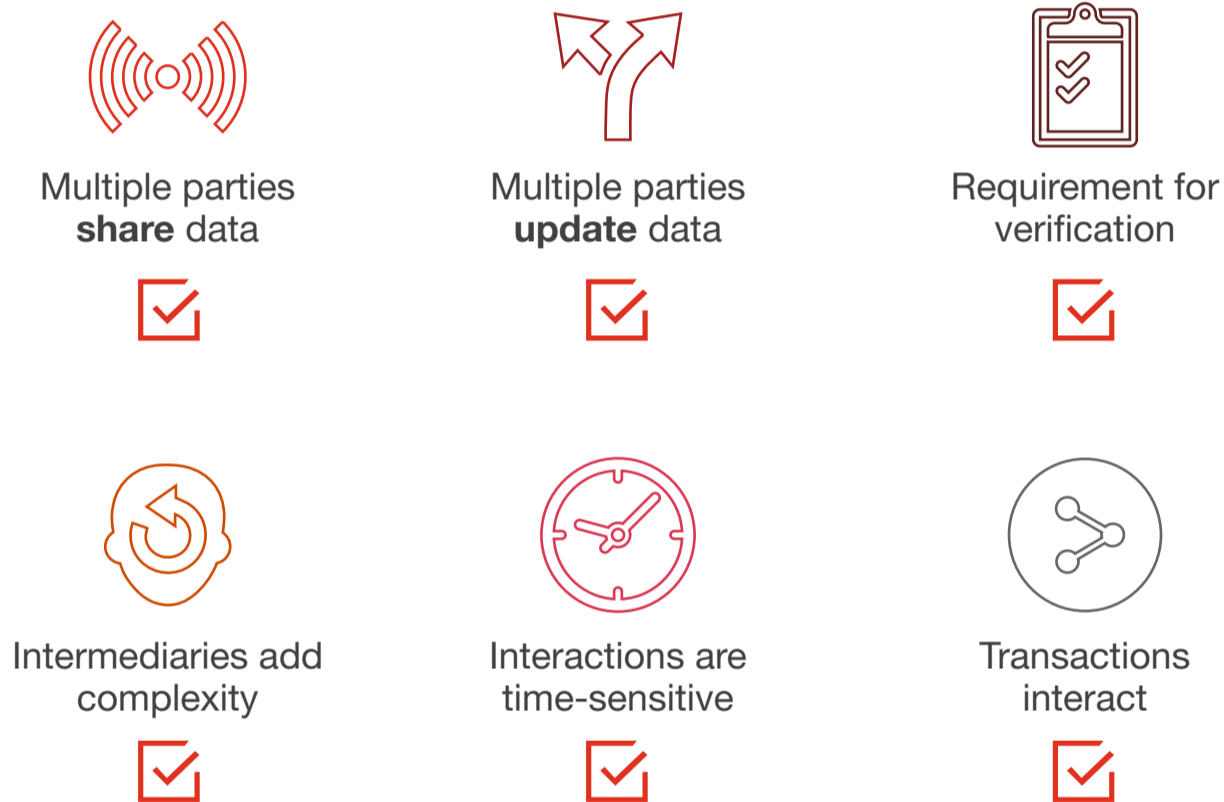 Multiple parties
share data
Multiple parties
update data
Requirement for
verification
Intermediaries add
complexity
Interactions are
time-sensitive
Transactions
interact